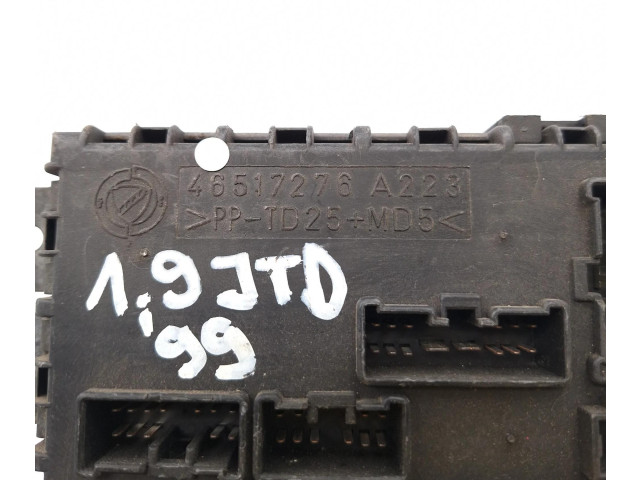 46517276 A223
>PP-TD25+MD5<
1.9 JTD
'99